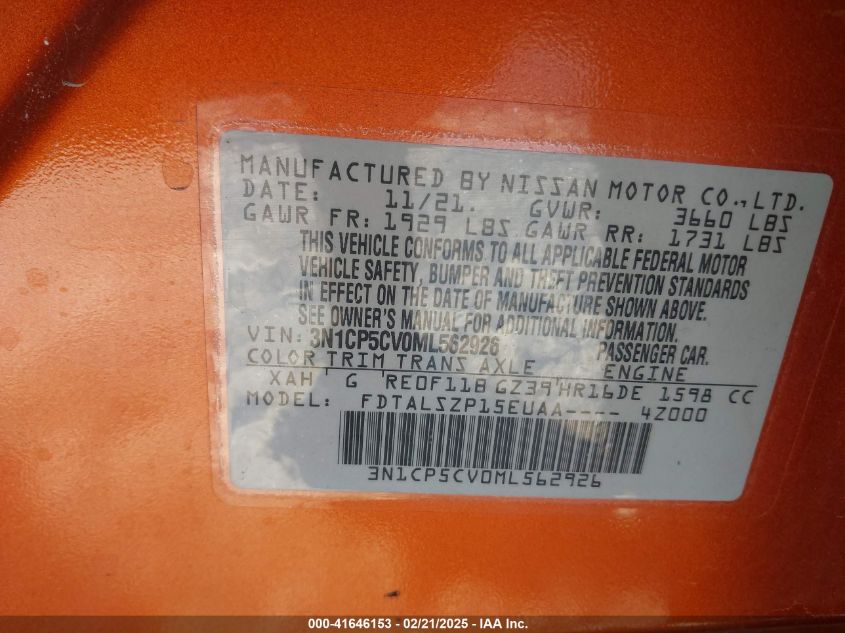 MANUFACTURED BY NISSAN MOTOR CO., LTD.
DATE: 11/21. GVWR: 3660 LBS
GAWR FR: 1929 LBS GAWR RR: 1731 LBS
THIS VEHICLE CONFORMS TO ALL APPLICABLE FEDERAL MOTOR
VEHICLE SAFETY, BUMPER AND THEFT PREVENTION STANDARDS
IN EFFECT ON THE DATE OF MANUFACTURE SHOWN ABOVE.
SEE OWNER'S MANUAL FOR ADDITIONAL INFORMATION.
VIN: 3N1CP5CV0ML562926 PASSENGER CAR.
COLOR TRIM TRANS AXLE ENGINE
XAH G RE0F11B GZ39 HR16DE 1598 CC
MODEL: FDTALSZP15EUAA---- 4Z000
3N1CP5CV0ML562926
000-41646153 - 02/21/2025 - IAA Inc.